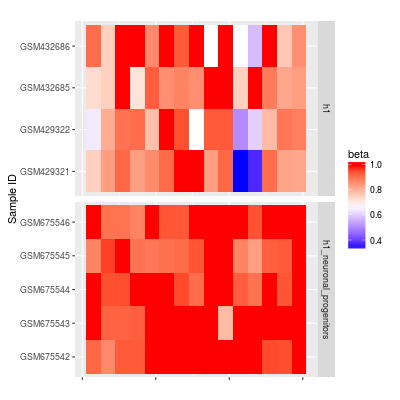 GSM432686
GSM432685
GSM429322
GSM429321
h1
GSM675546
GSM675545
GSM675544
GSM675543
GSM675542
h1_neuronal_progenitors
Sample ID
beta
1.0
0.8
0.6
0.4